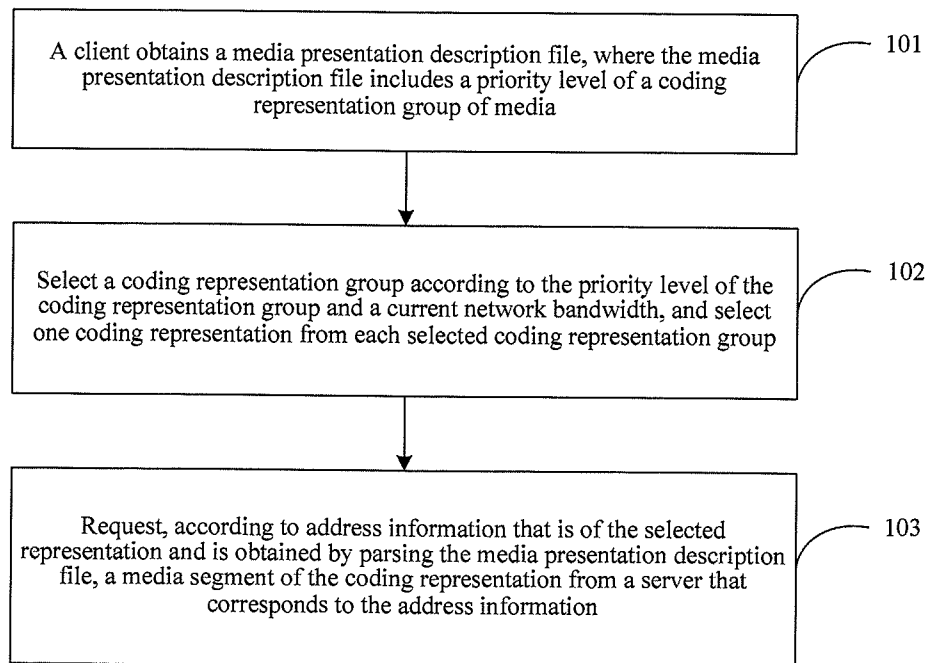 A client obtains a media presentation description file, where the media
presentation description file includes a priority level of a coding
representation group of media
101
Select a coding representation group according to the priority level of the
coding representation group and a current network bandwidth, and select
one coding representation from each selected coding representation group
102
Request, according to address information that is of the selected
representation and is obtained by parsing the media presentation description
file, a media segment of the coding representation from a server that
corresponds to the address information
103